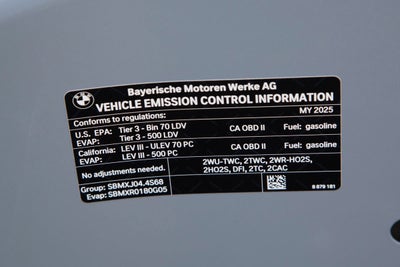 BMW
Bayerische Motoren Werke AG
VEHICLE EMISSION CONTROL INFORMATION
Conforms to regulations: MY 2025
U.S. EPA: Tier 3 - Bin 70 LDV CA OBD II Fuel: gasoline
EVAP: Tier 3 - 500 LDV
California: LEV III - ULEV 70 PC CA OBD II Fuel: gasoline
EVAP: LEV III - 500 PC
No adjustments needed. 2WU-TWC, 2TWC, 2WR-HO2S,
2HO2S, DFI, 2TC, 2CAC
Group: SBMXJ04.4S68
Evap: SBMXR0180G05
8 679 181